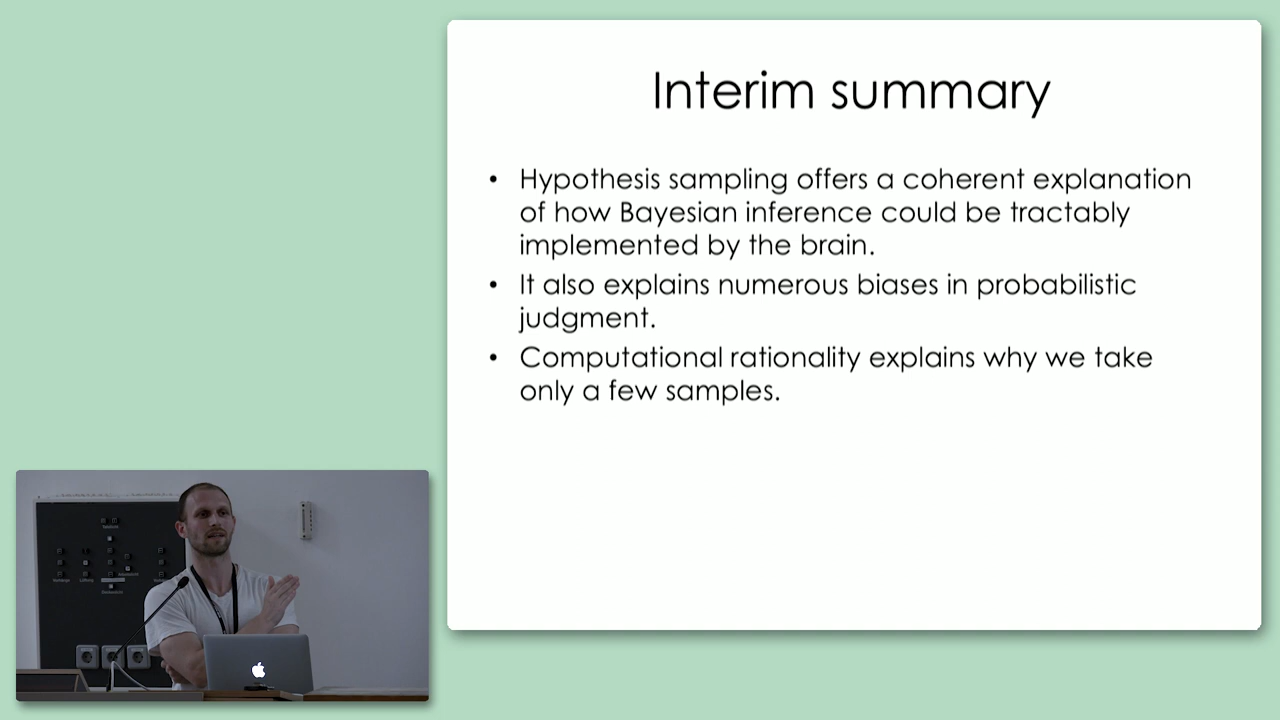 Interim summary
• Hypothesis sampling offers a coherent explanation
of how Bayesian inference could be tractably
implemented by the brain.
• It also explains numerous biases in probabilistic
judgment.
• Computational rationality explains why we take
only a few samples.